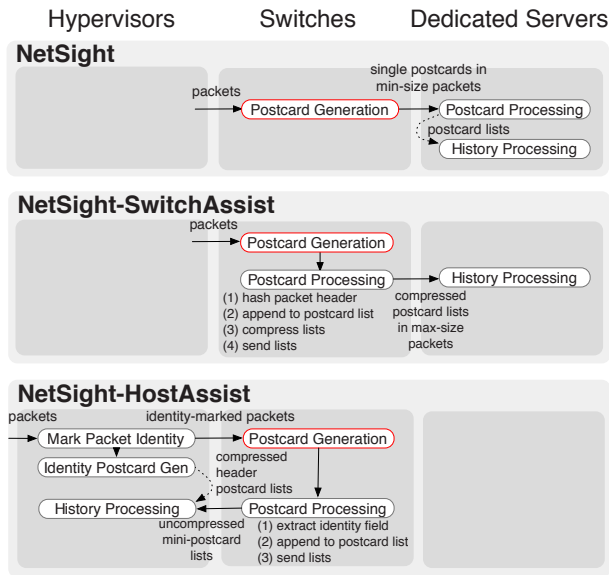 Hypervisors Switches Dedicated Servers
NetSight
single postcards in
min-size packets
packets
Postcard Generation
Postcard Processing
postcard lists
History Processing
NetSight-SwitchAssist
packets
Postcard Generation
Postcard Processing
History Processing
(1) hash packet header
(2) append to postcard list
(3) compress lists
(4) send lists
compressed
postcard lists
in max-size
packets
NetSight-HostAssist
packets
identity-marked packets
Mark Packet Identity
Postcard Generation
Identity Postcard Gen
compressed
header
postcard lists
History Processing
Postcard Processing
uncompressed
mini-postcard
lists
(1) extract identity field
(2) append to postcard list
(3) send lists